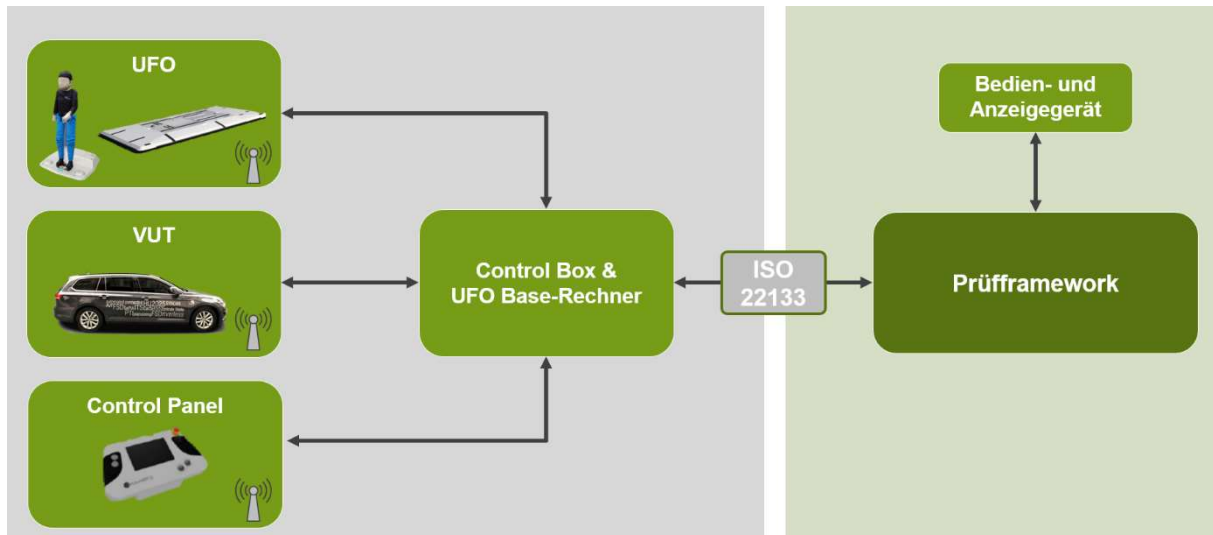 UFO
VUT
Control Panel
Control Box &
UFO Base-Rechner
ISO
22133
Bedien- und
Anzeigegerät
Prüfframework